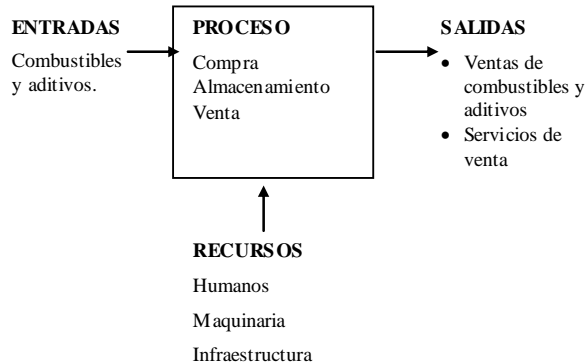 ENTRADAS
Combustibles
y aditivos.
PROCESO
Compra
Almacenamiento
Venta
SALIDAS
• Ventas de
combustibles y
aditivos
• Servicios de
venta
RECURSOS
Humanos
Maquinaria
Infraestructura